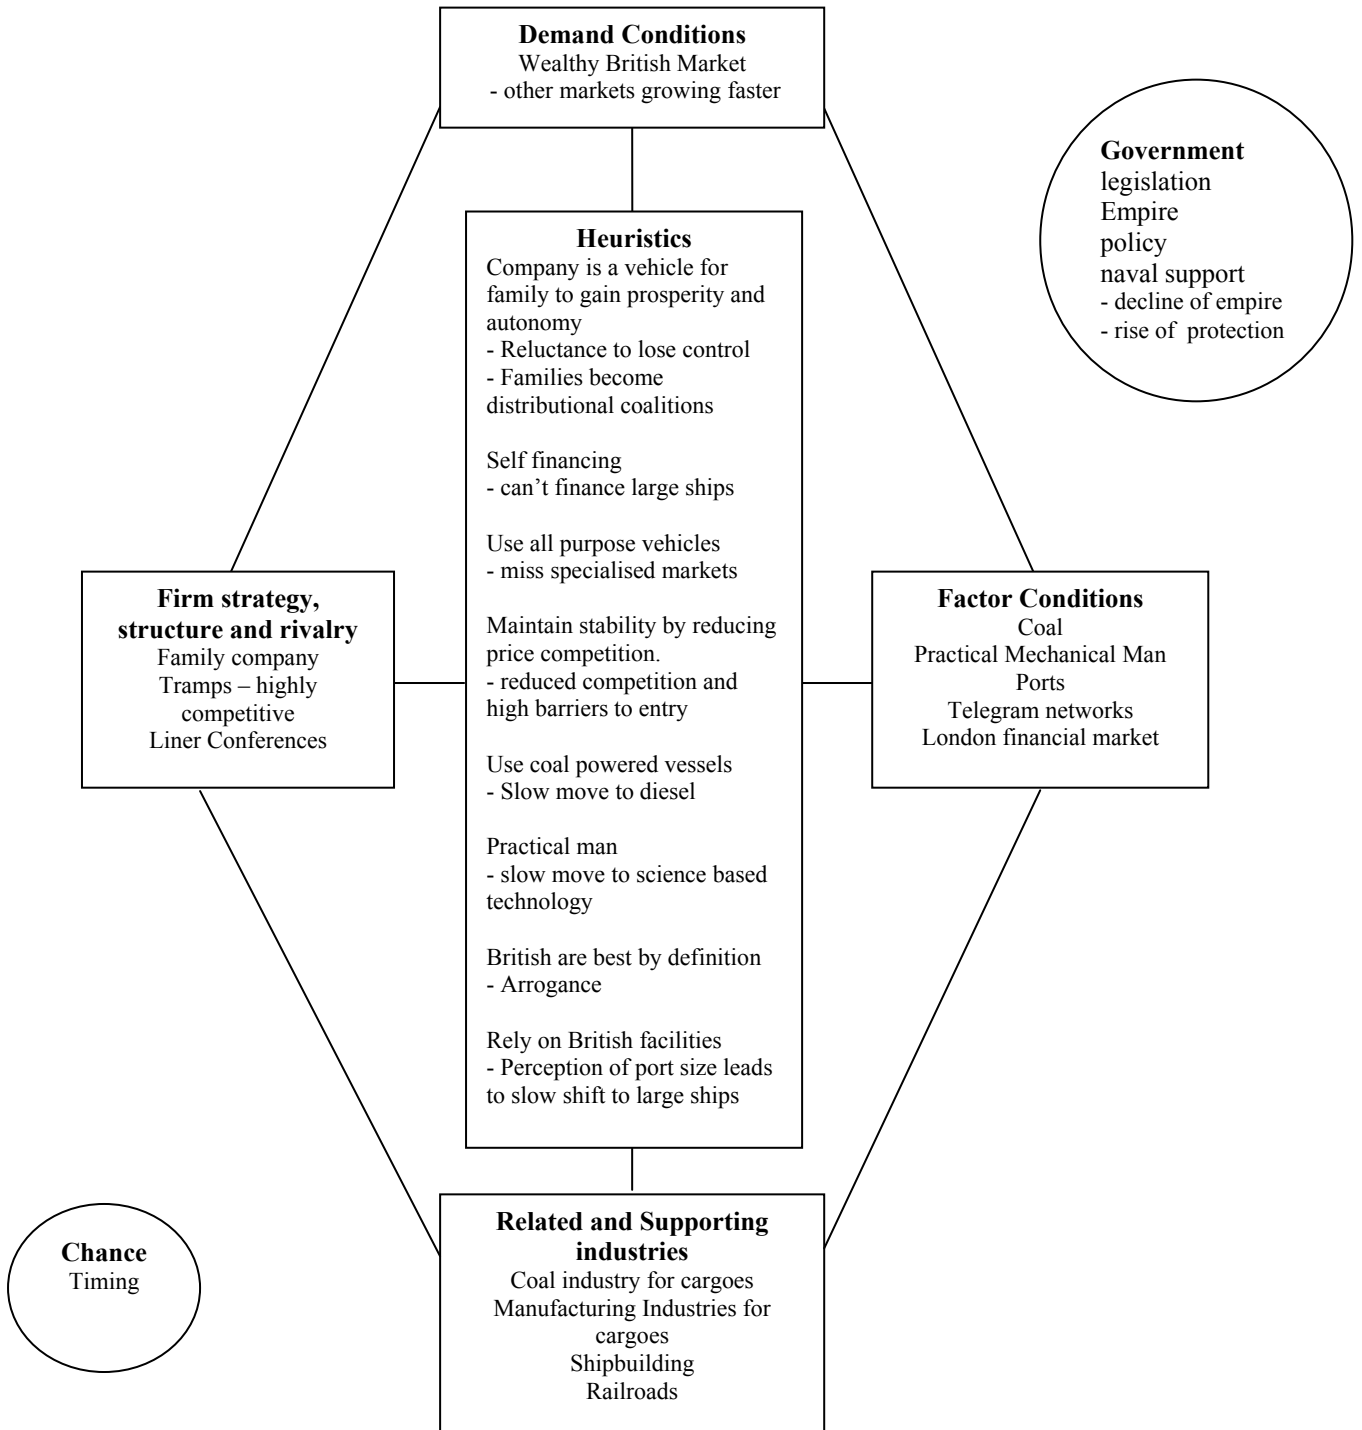 Demand Conditions
Wealthy British Market
- other markets growing faster
Government
legislation
Empire
policy
naval support
- decline of empire
- rise of protection
Heuristics
Company is a vehicle for
family to gain prosperity and
autonomy
- Reluctance to lose control
- Families become
distributional coalitions
Self financing
- can't finance large ships
Use all purpose vehicles
- miss specialised markets
Maintain stability by reducing
price competition.
- reduced competition and
high barriers to entry
Use coal powered vessels
- Slow move to diesel
Practical man
- slow move to science based
technology
British are best by definition
- Arrogance
Rely on British facilities
- Perception of port size leads
to slow shift to large ships
Firm strategy,
structure and rivalry
Family company
Tramps – highly
competitive
Liner Conferences
Factor Conditions
Coal
Practical Mechanical Man
Ports
Telegram networks
London financial market
Chance
Timing
Related and Supporting
industries
Coal industry for cargoes
Manufacturing Industries for
cargoes
Shipbuilding
Railroads